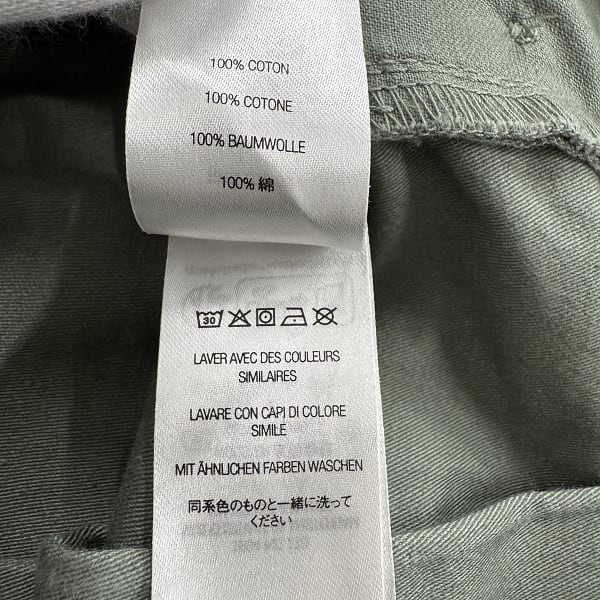 100% COTON
100% COTONE
100% BAUMWOLLE
100% 綿
30
LAVER AVEC DES COULEURS
SIMILAIRES
LAVARE CON CAPI DI COLORE
SIMILE
MIT ÄHNLICHEN FARBEN WASCHEN
同系色のものと一緒に洗って
ください